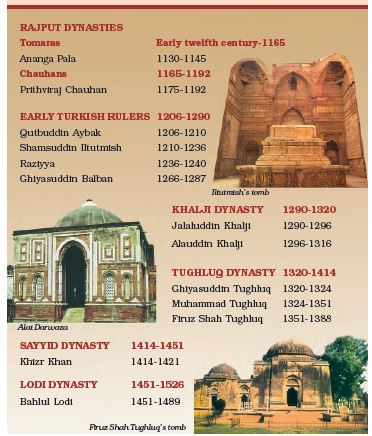 RAJPUT DYNASTIES
Tomaras Early twelfth century-1165
Ananga Pala 1130-1145
Chauhans 1165-1192
Prithviraj Chauhan 1175-1192
EARLY TURKISH RULERS 1206-1290
Qutbuddin Aybak 1206-1210
Shamsuddin Iltutmish 1210-1236
Raziyya 1236-1240
Ghiyasuddin Balban 1266-1287
Iltutmish's tomb
KHALJI DYNASTY 1290-1320
Jalaluddin Khalji 1290-1296
Alauddin Khalji 1296-1316
TUGHLUQ DYNASTY 1320-1414
Ghiyasuddin Tughluq 1320-1324
Muhammad Tughluq 1324-1351
Firuz Shah Tughluq 1351-1388
Alai Darwaza
SAYYID DYNASTY 1414-1451
Khizr Khan 1414-1421
LODI DYNASTY 1451-1526
Bahlul Lodi 1451-1489
Firuz Shah Tughluq's tomb